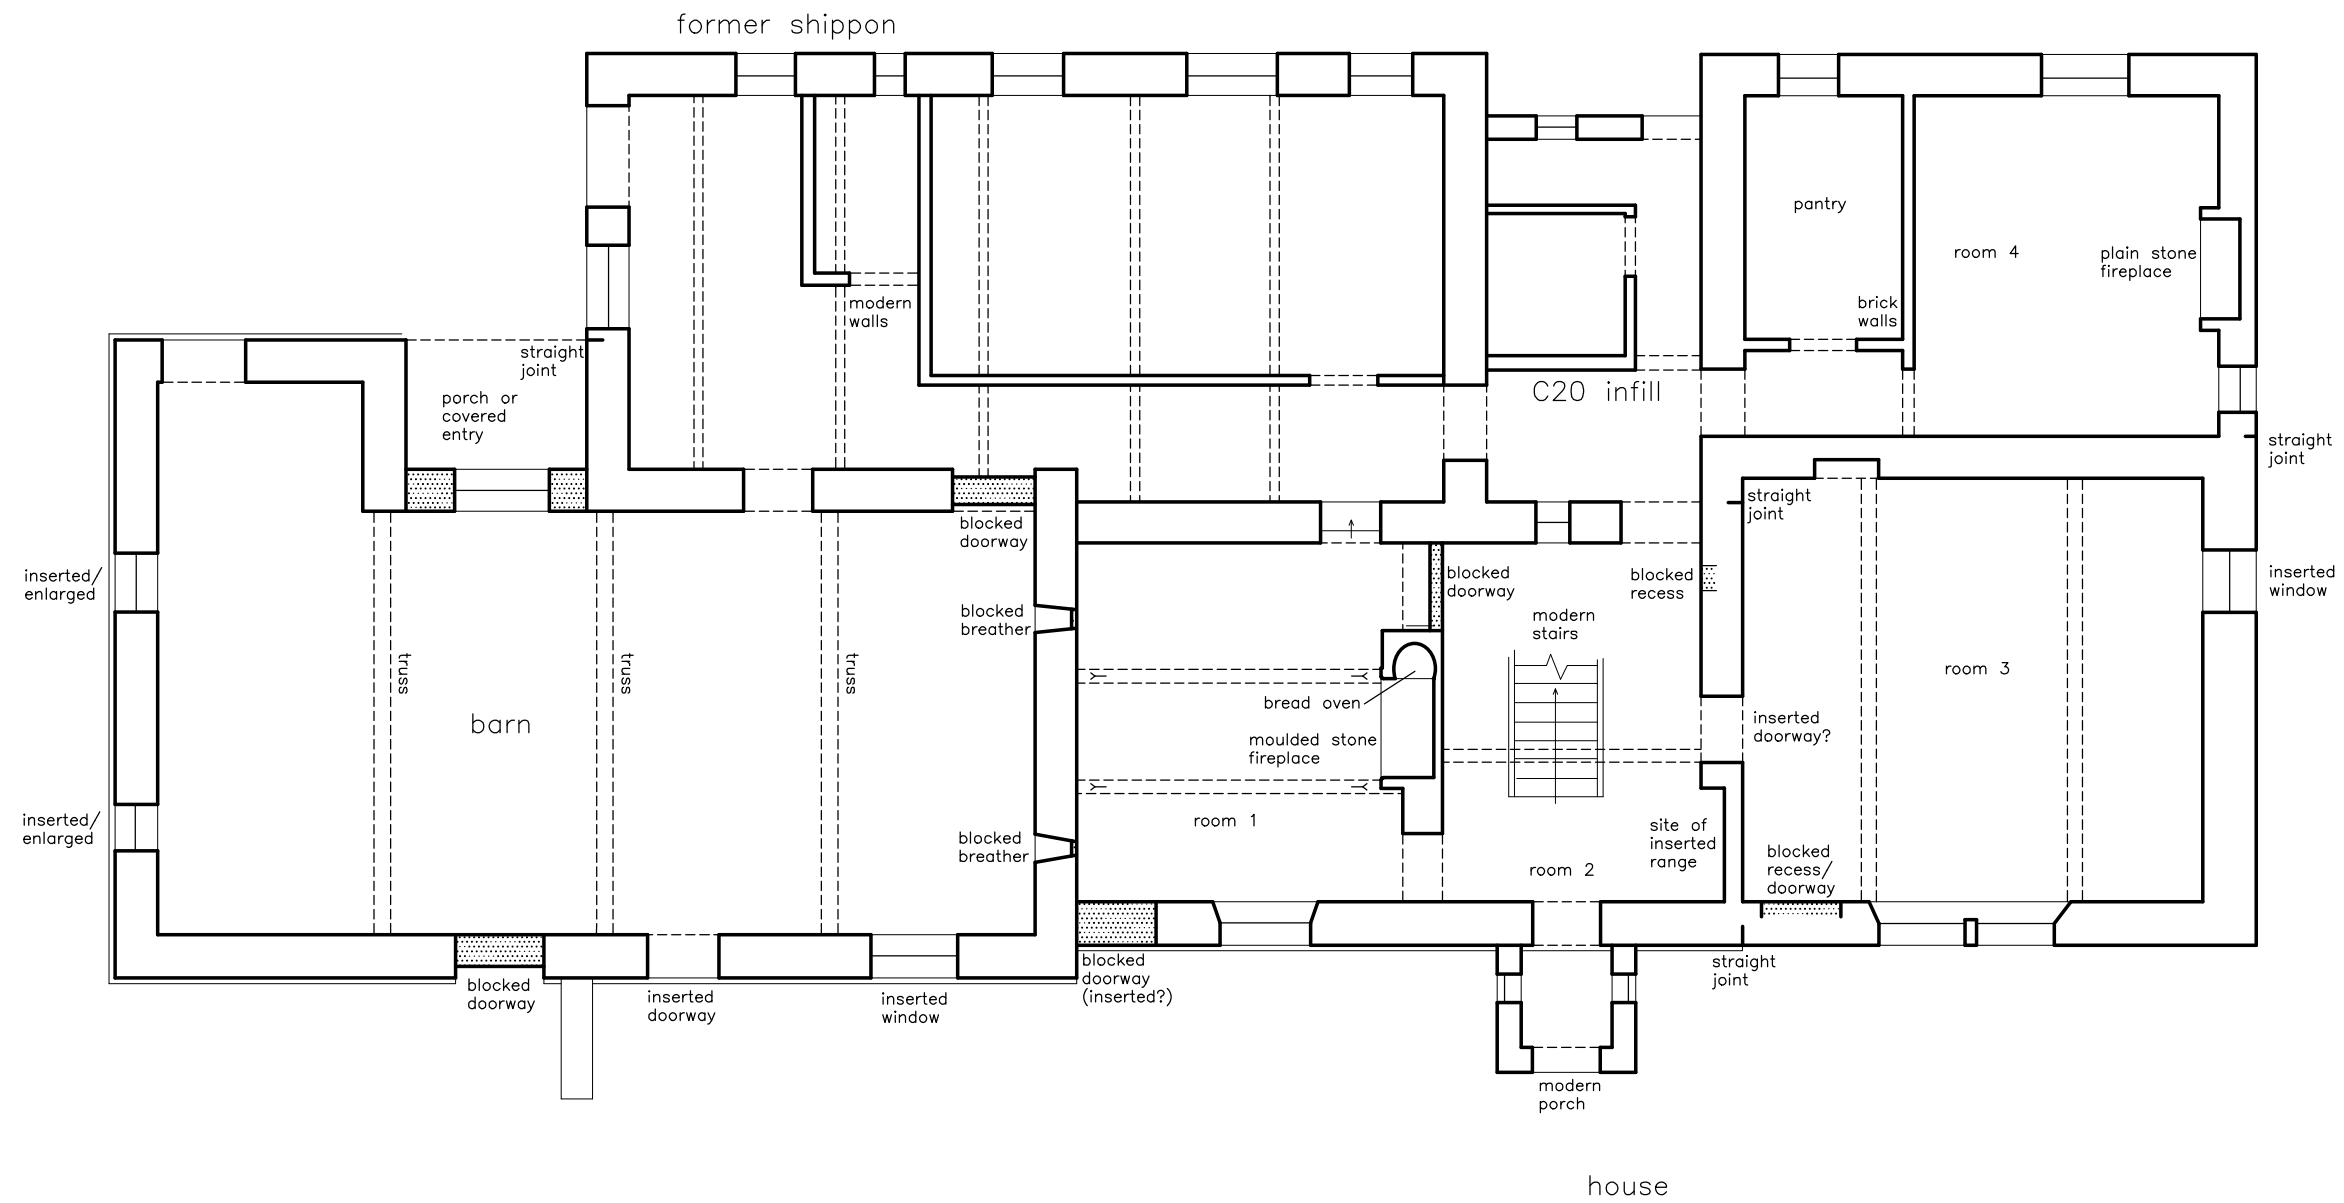 former shippon
pantry
room 4
plain stone
fireplace
modern
walls
brick
walls
straight
joint
C20 infill
porch or
covered
entry
straight
joint
straight
joint
blocked
doorway
inserted/
enlarged
blocked
doorway
blocked
recess
inserted
window
blocked
breather
modern
stairs
truss
truss
truss
room 3
barn
bread oven
moulded stone
fireplace
inserted
doorway?
inserted/
enlarged
room 1
site of
inserted
range
blocked
breather
room 2
blocked
recess/
doorway
blocked
doorway
(inserted?)
straight
joint
blocked
doorway
inserted
doorway
inserted
window
modern
porch
house